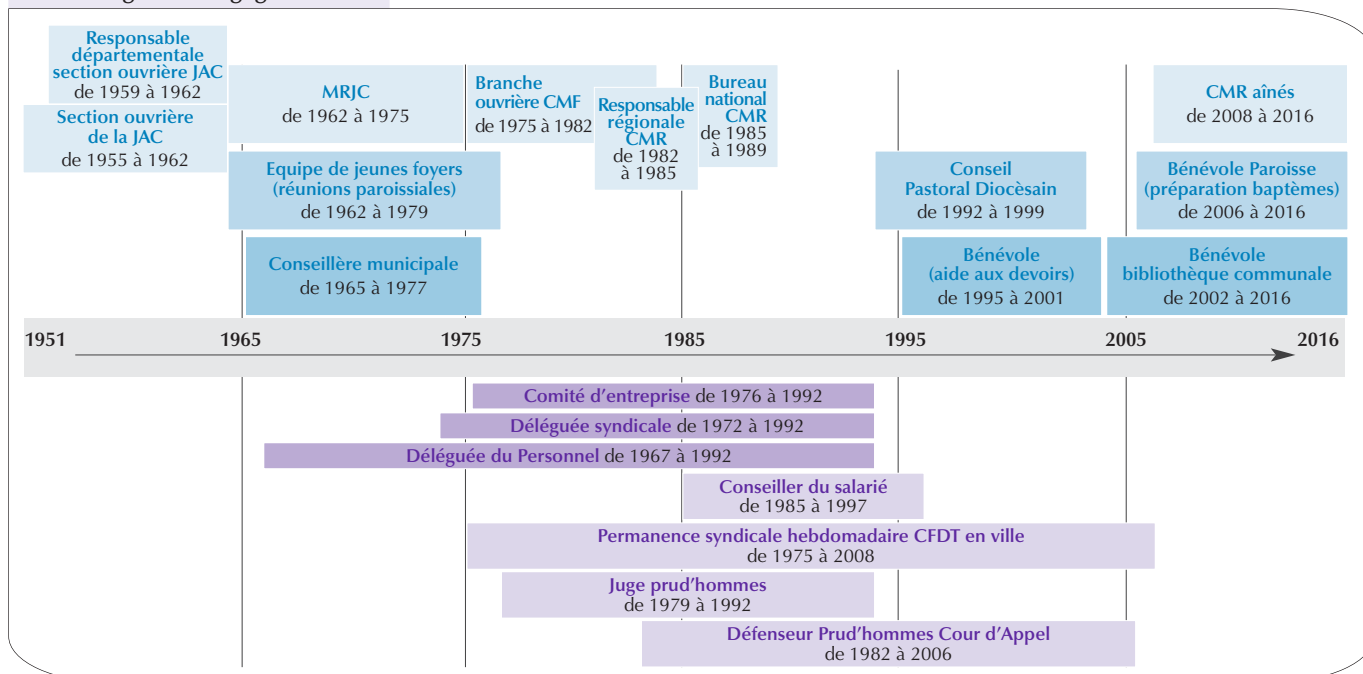 Responsable
départementale
section ouvrière JAC
de 1959 à 1962
Section ouvrière
de la JAC
de 1955 à 1962
MRJC
de 1962 à 1975
Branche
ouvrière CMF
de 1975 à 1982
Responsable
régionale
CMR
de 1982
à 1985
Bureau
national
CMR
de 1985
à 1989
CMR aînés
de 2008 à 2016
Equipe de jeunes foyers
(réunions paroissiales)
de 1962 à 1979
Conseil
Pastoral Diocèsain
de 1992 à 1999
Bénévole Paroisse
(préparation baptèmes)
de 2006 à 2016
Conseillère municipale
de 1965 à 1977
Bénévole
(aide aux devoirs)
de 1995 à 2001
Bénévole
bibliothèque communale
de 2002 à 2016
1951 1965 1975 1985 1995 2005 2016
Comité d'entreprise de 1976 à 1992
Déléguée syndicale de 1972 à 1992
Déléguée du Personnel de 1967 à 1992
Conseiller du salarié
de 1985 à 1997
Permanence syndicale hebdomadaire CFDT en ville
de 1975 à 2008
Juge prud'hommes
de 1979 à 1992
Défenseur Prud'hommes Cour d'Appel
de 1982 à 2006